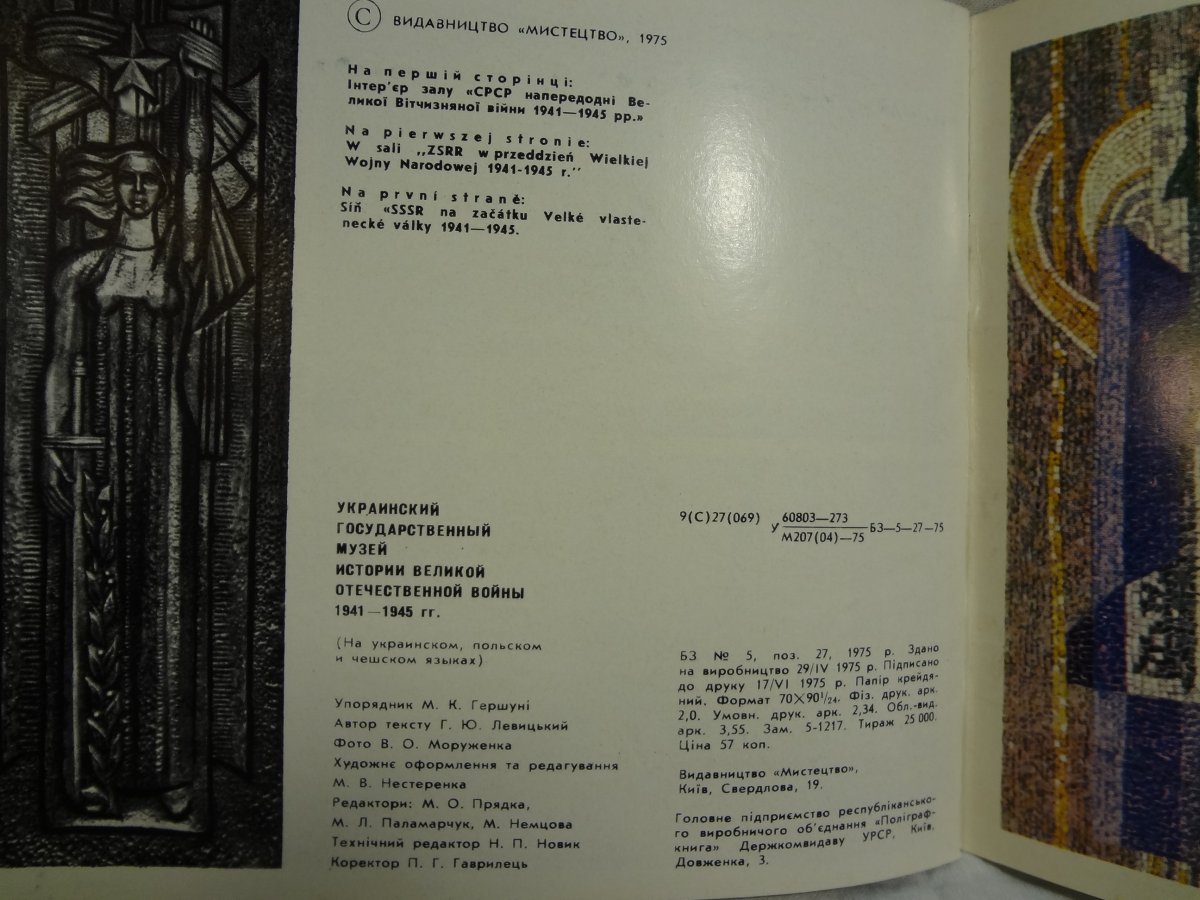 © ВИДАВНИЦТВО «МИСТЕЦТВО», 1975
На першій сторінці:
Інтер'єр залу «СРСР напередодні Ве-
ликої Вітчизняної війни 1941—1945 рр.»
Na pierwszej stronie:
W sali „ZSRR w przeddzień Wielkiej
Wojny Narodowej 1941-1945 r."
Na první straně:
Síň «SSSR na začátku Velké vlaste-
necké války 1941—1945.
УКРАИНСКИЙ
ГОСУДАРСТВЕННЫЙ
МУЗЕЙ
ИСТОРИИ ВЕЛИКОЙ
ОТЕЧЕСТВЕННОЙ ВОЙНЫ
1941—1945 гг.
(На украинском, польском
и чешском языках)
Упорядник М. К. Гершуні
Автор тексту Г. Ю. Левицький
Фото В. О. Моруженка
Художнє оформлення та редагування
М. В. Нестеренка
Редактори: М. О. Прядка,
М. Л. Паламарчук, М. Немцова
Технічний редактор Н. П. Новик
Коректор П. Г. Гаврилець
9(С)27(069) У 60803—273
М207(04)—75 БЗ—5—27—75
БЗ № 5, поз. 27, 1975 р. Здано
на виробництво 29/IV 1975 р. Підписано
до друку 17/VI 1975 р. Папір крейдя-
ний. Формат 70×90¹/₂₄. Фіз. друк. арк.
2,0. Умовн. друк. арк. 2,34. Обл.-вид.
арк. 3,55. Зам. 5-1217. Тираж 25 000.
Ціна 57 коп.
Видавництво «Мистецтво»,
Київ, Свердлова, 19.
Головне підприємство республікансько-
го виробничого об'єднання «Поліграф-
книга» Держкомвидаву УРСР, Київ,
Довженка, 3.